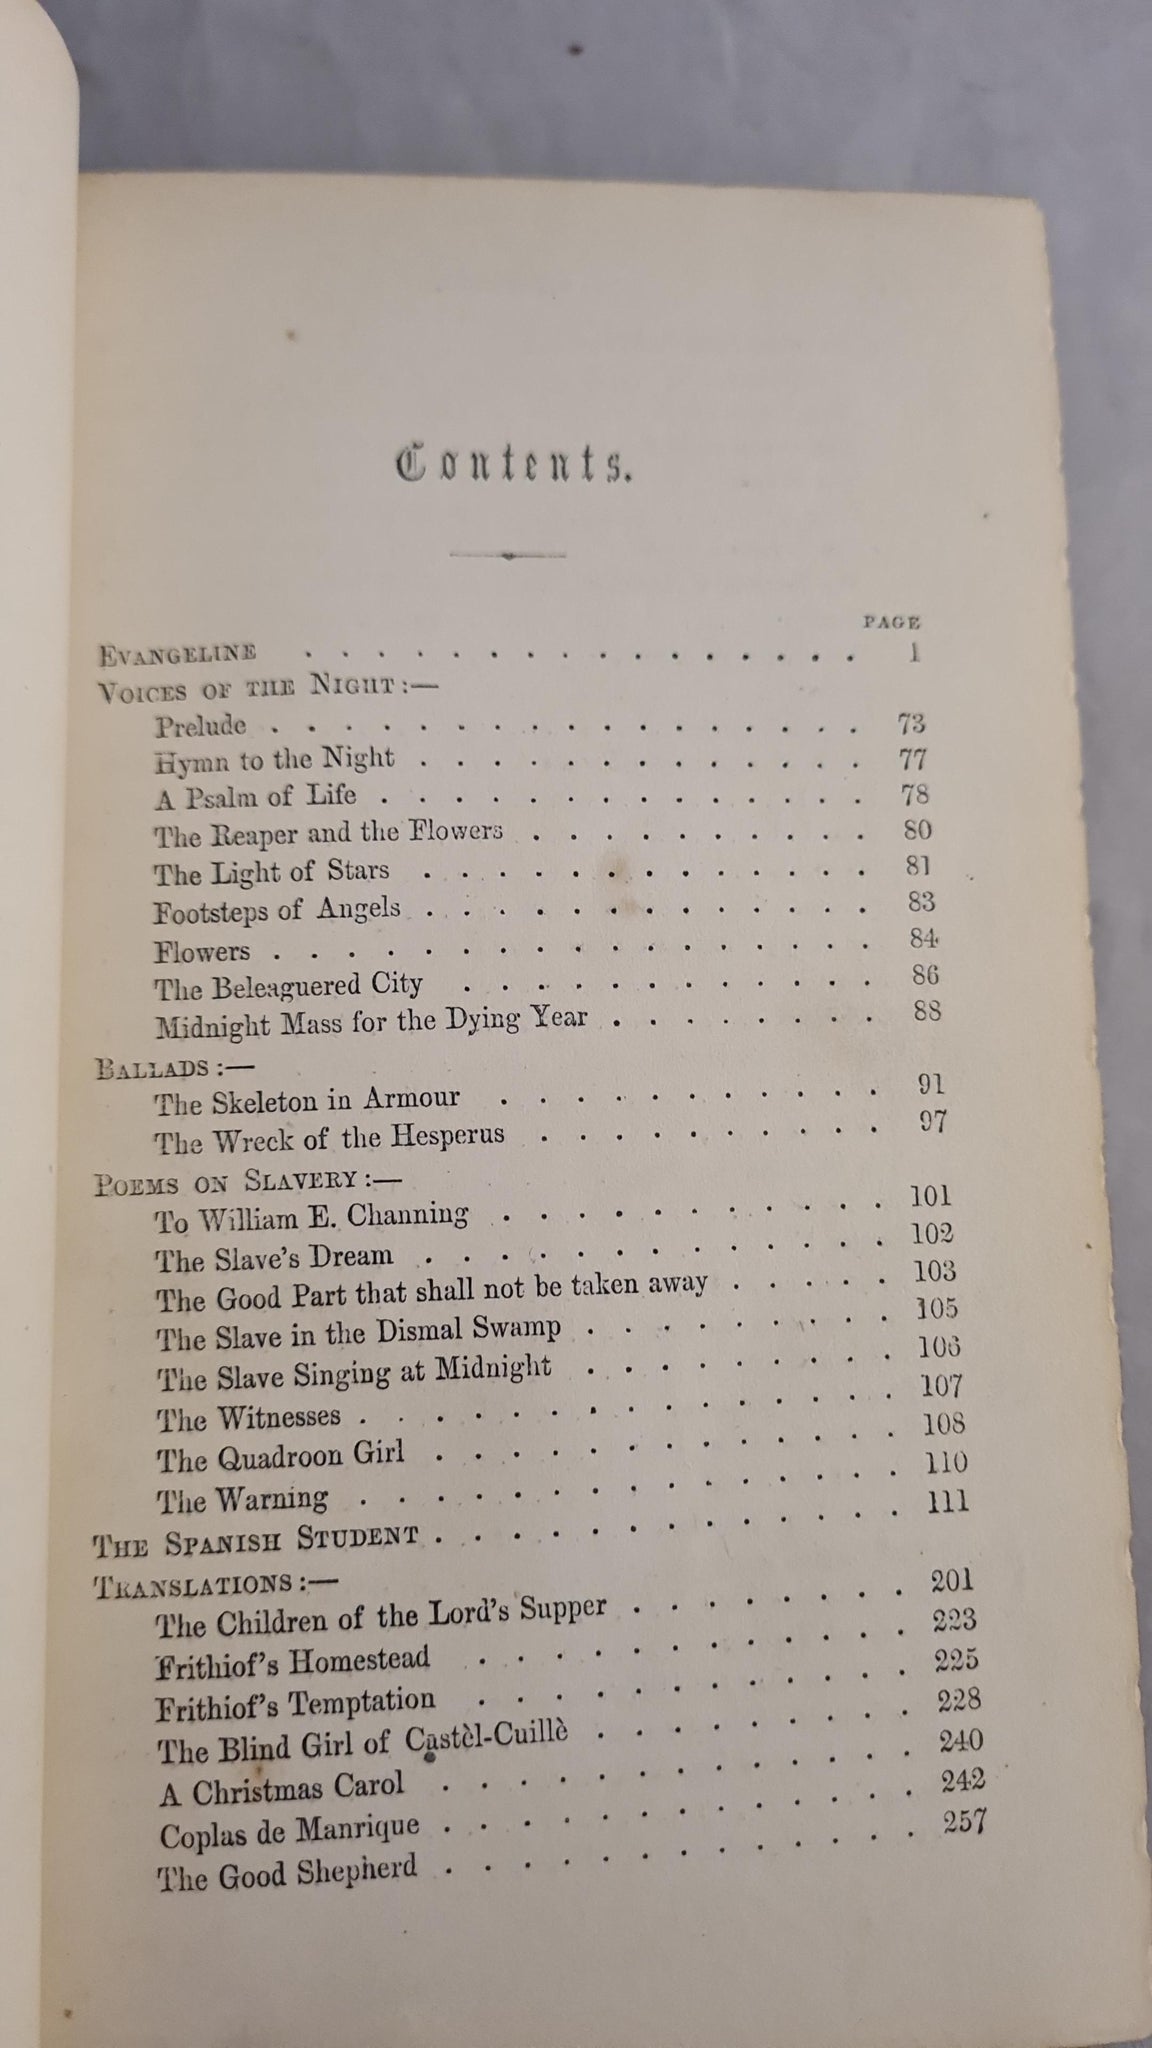 Contents.
PAGE
EVANGELINE . . . . . . . . . . . . . . . . 1
VOICES OF THE NIGHT:—
Prelude . . . . . . . . . . . . . . . . . 73
Hymn to the Night . . . . . . . . . . . . . 77
A Psalm of Life . . . . . . . . . . . . . . 78
The Reaper and the Flowers . . . . . . . . . . 80
The Light of Stars . . . . . . . . . . . . . 81
Footsteps of Angels . . . . . . . . . . . . . 83
Flowers . . . . . . . . . . . . . . . . . 84
The Beleaguered City . . . . . . . . . . . . 86
Midnight Mass for the Dying Year . . . . . . . . 88
BALLADS:—
The Skeleton in Armour . . . . . . . . . . . 91
The Wreck of the Hesperus . . . . . . . . . . 97
POEMS ON SLAVERY:—
To William E. Channing . . . . . . . . . . . 101
The Slave's Dream . . . . . . . . . . . . . 102
The Good Part that shall not be taken away . . . . . 103
The Slave in the Dismal Swamp . . . . . . . . . 105
The Slave Singing at Midnight . . . . . . . . . 106
The Witnesses . . . . . . . . . . . . . . . 107
The Quadroon Girl . . . . . . . . . . . . . 108
The Warning . . . . . . . . . . . . . . . 110
THE SPANISH STUDENT . . . . . . . . . . . . . 111
TRANSLATIONS:—
The Children of the Lord's Supper . . . . . . . . 201
Frithiof's Homestead . . . . . . . . . . . . 223
Frithiof's Temptation . . . . . . . . . . . . 225
The Blind Girl of Castèl-Cuillè . . . . . . . . . 228
A Christmas Carol . . . . . . . . . . . . . 240
Coplas de Manrique . . . . . . . . . . . . . 242
The Good Shepherd . . . . . . . . . . . . . 257